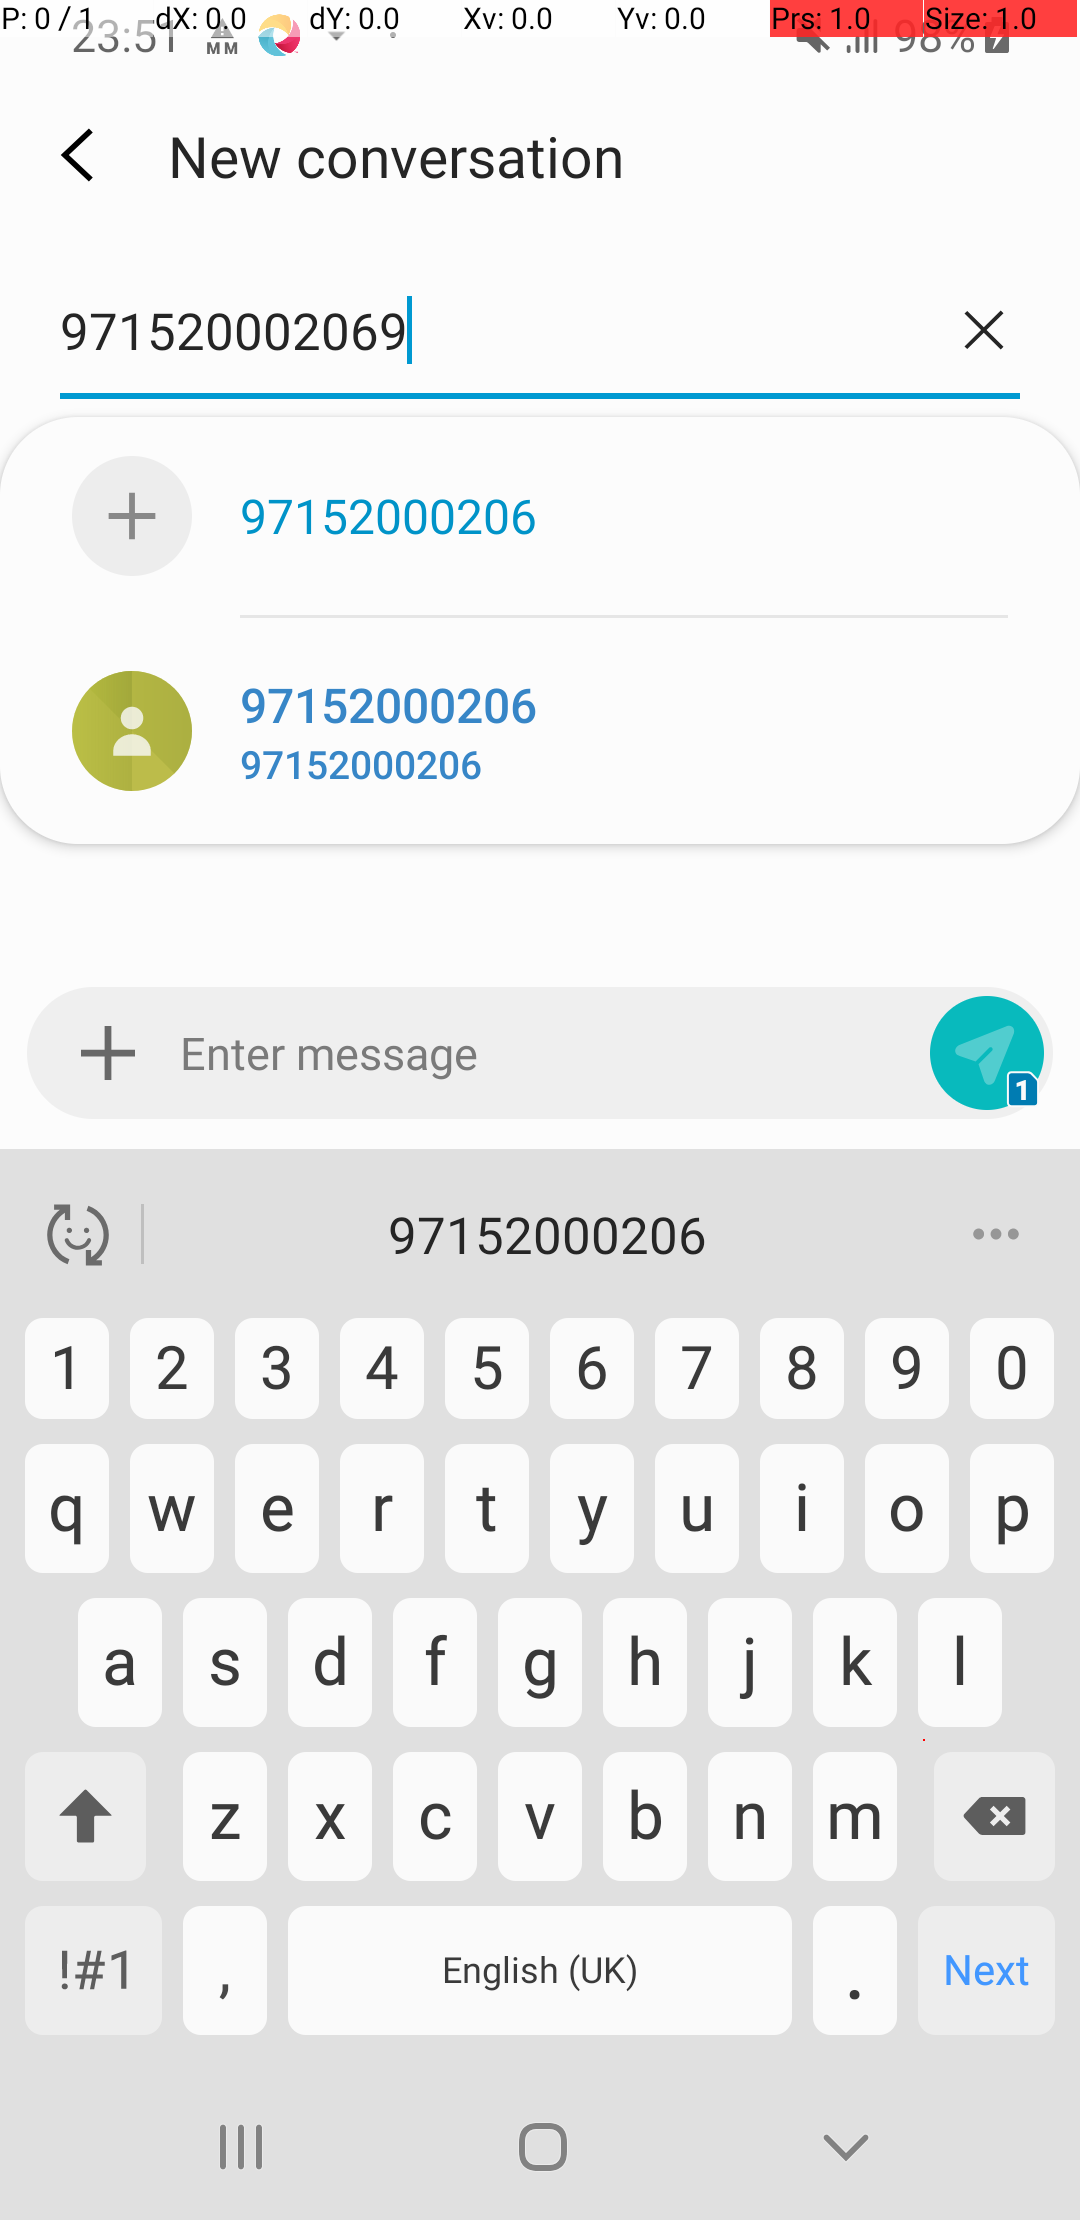 P: 0 / 1 dX: 0.0 dY: 0.0 Xv: 0.0 Yv: 0.0 Prs: 1.0 Size: 1.0
23:51 MM 98%
New conversation
971520002069
97152000206
97152000206
97152000206
Enter message
1
97152000206
1 2 3 4 5 6 7 8 9 0
q w e r t y u i o p
a s d f g h j k l
z x c v b n m
!#1 , English (UK) . Next